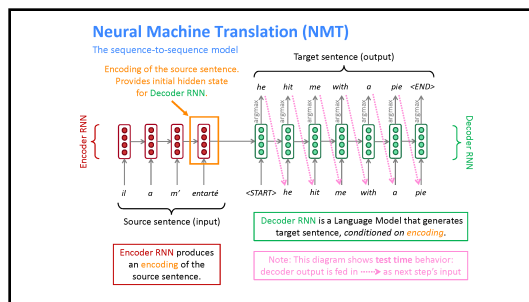 Neural Machine Translation (NMT)
The sequence-to-sequence model
Encoding of the source sentence.
Provides initial hidden state
for Decoder RNN.
Target sentence (output)
he hit me with a pie <END>
argmax argmax argmax argmax argmax argmax argmax
Encoder RNN
Decoder RNN
il a m' entarté <START> he hit me with a pie
Source sentence (input)
Encoder RNN produces
an encoding of the
source sentence.
Decoder RNN is a Language Model that generates
target sentence, conditioned on encoding.
Note: This diagram shows test time behavior:
decoder output is fed in as next step's input